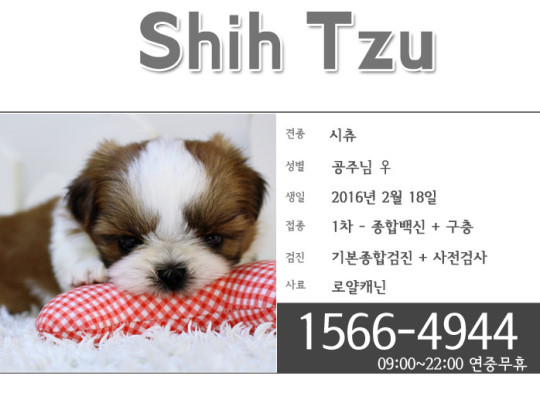 Shih Tzu
견종 시츄
성별 공주님 ♀
생일 2016년 2월 18일
접종 1차 - 종합백신 + 구충
검진 기본종합검진 + 사전검사
사료 로얄캐닌
1566-4944
09:00~22:00 연중무휴